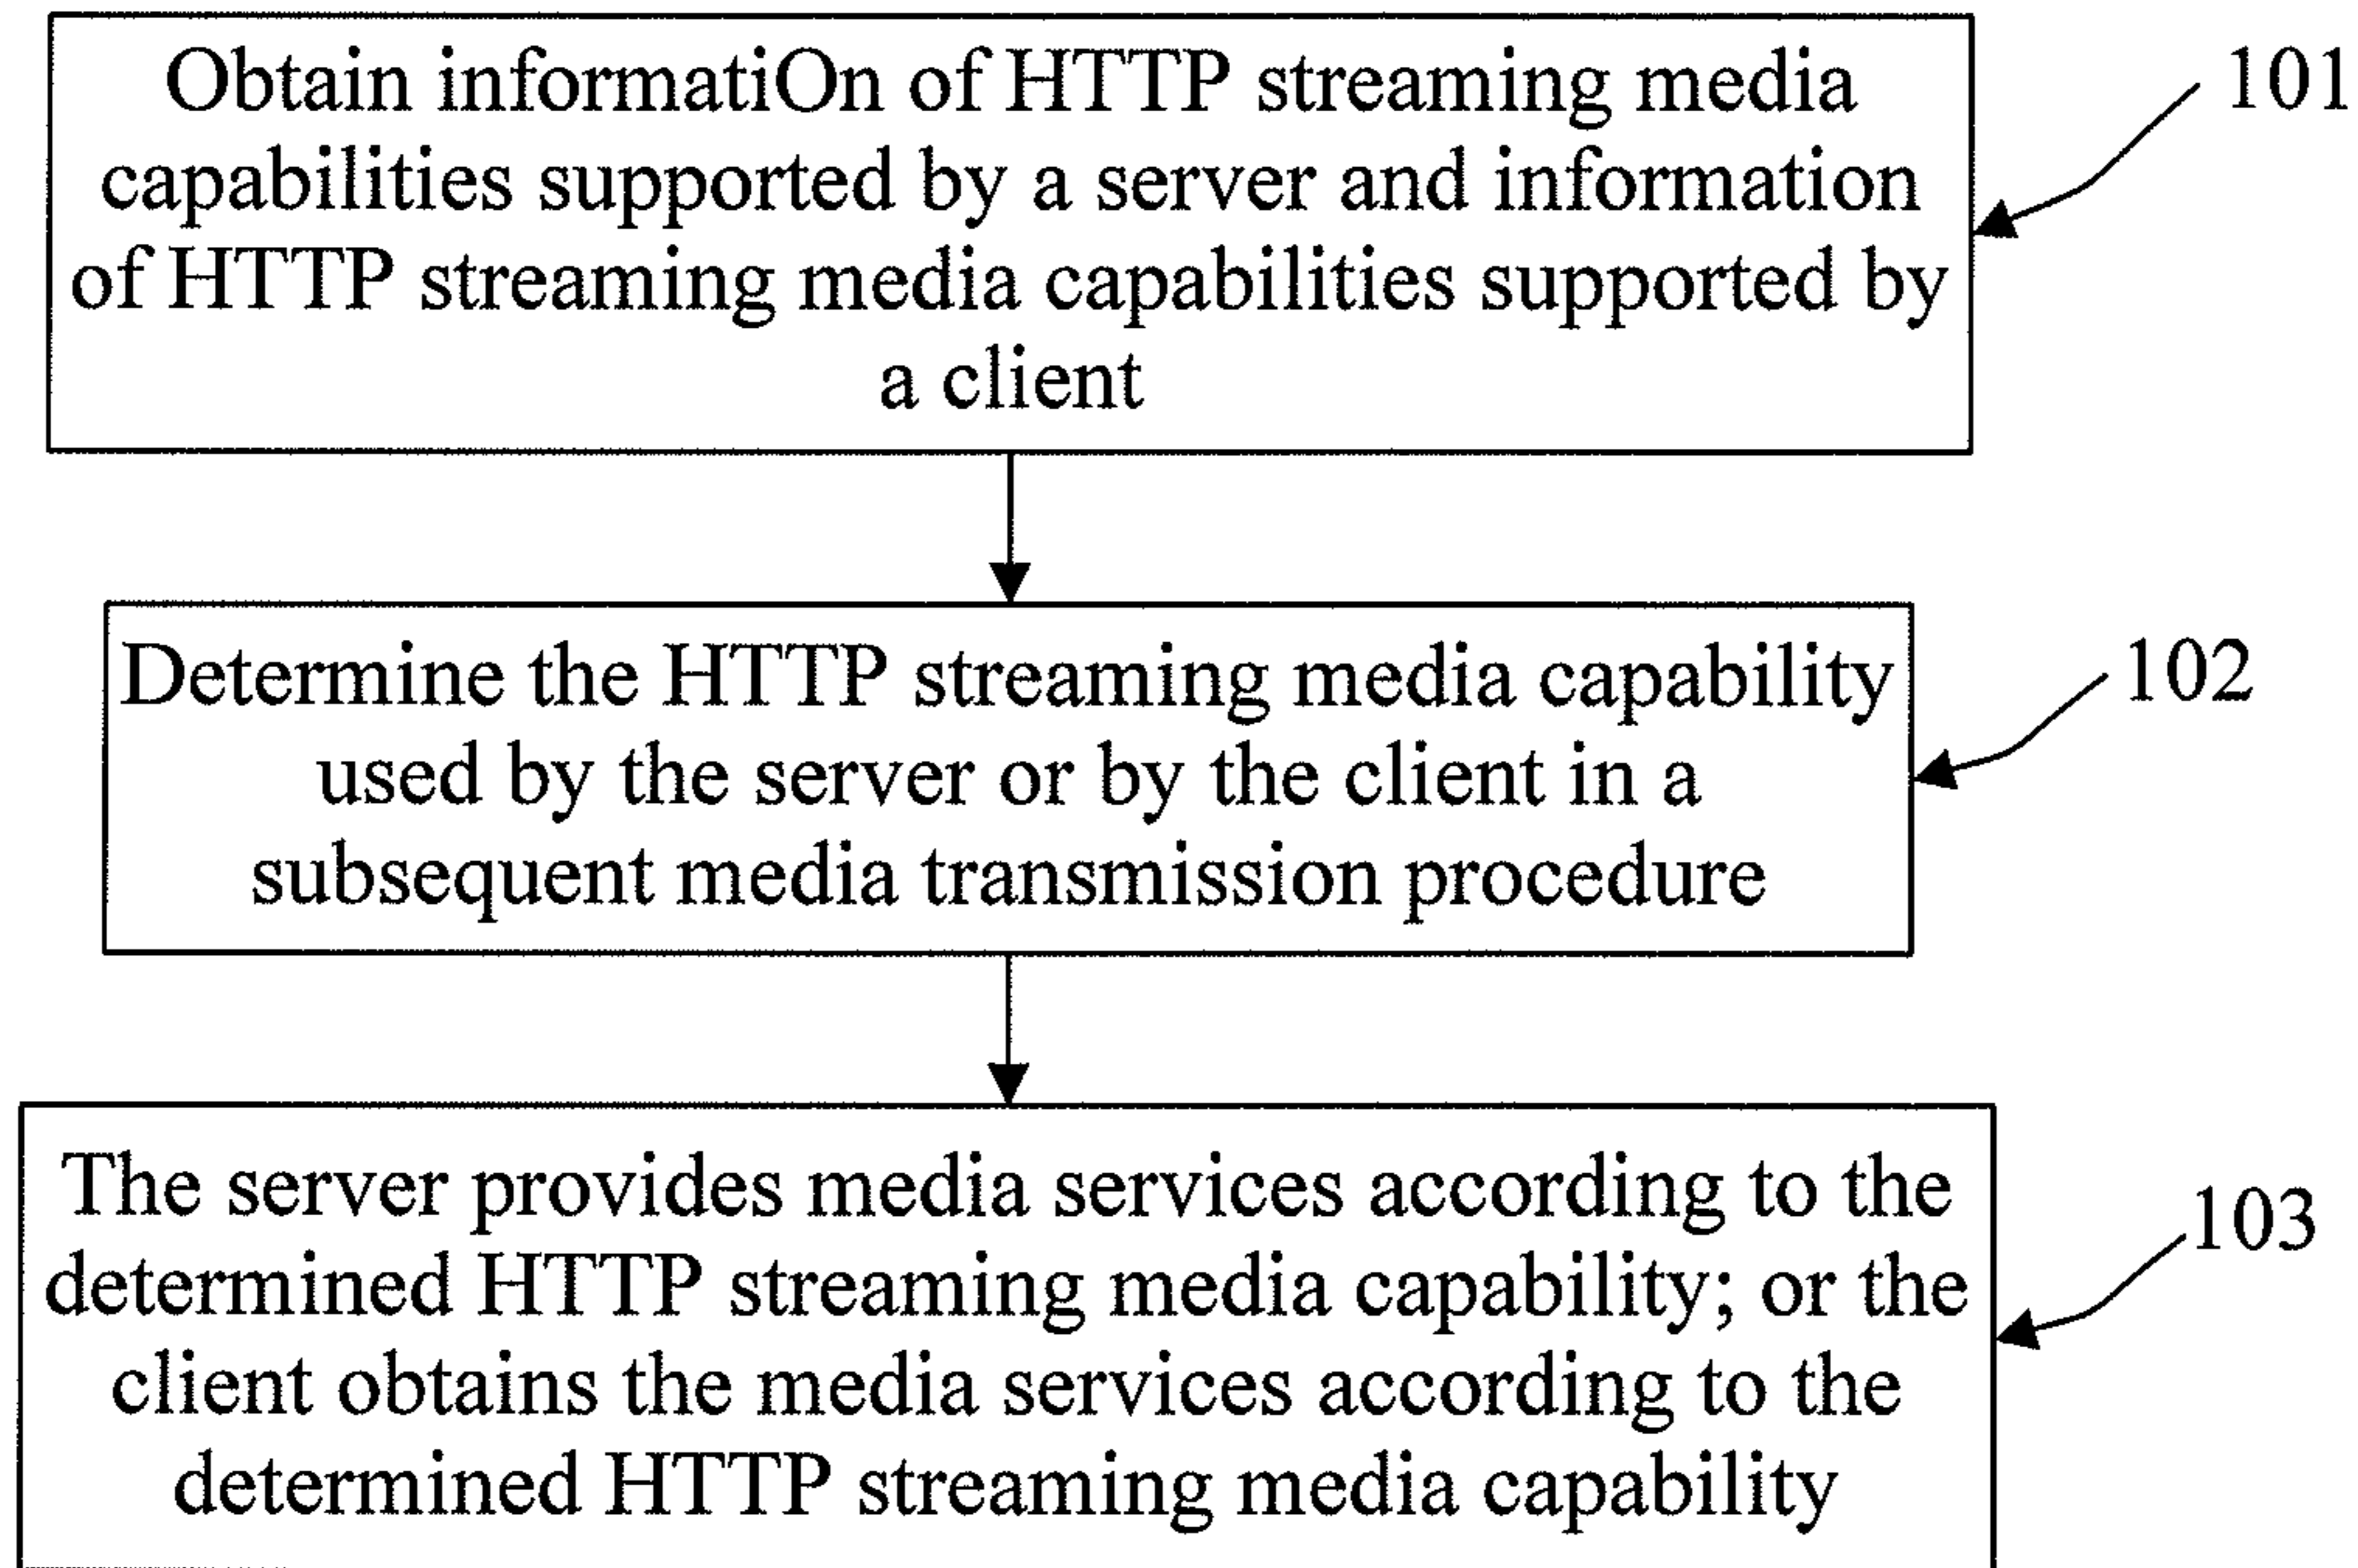 Obtain informatiOn of HTTP streaming media
101
capabilities supported by a server and information
of HTTP streaming media capabilities supported by
a client
Determine the HTTP streaming media capability
102
used by the server or by the client in a
subsequent media transmission procedure
The server provides media services according to the
103
determined HTTP streaming media capability; or the
client obtains the media services according to the
determined HTTP streaming media capability